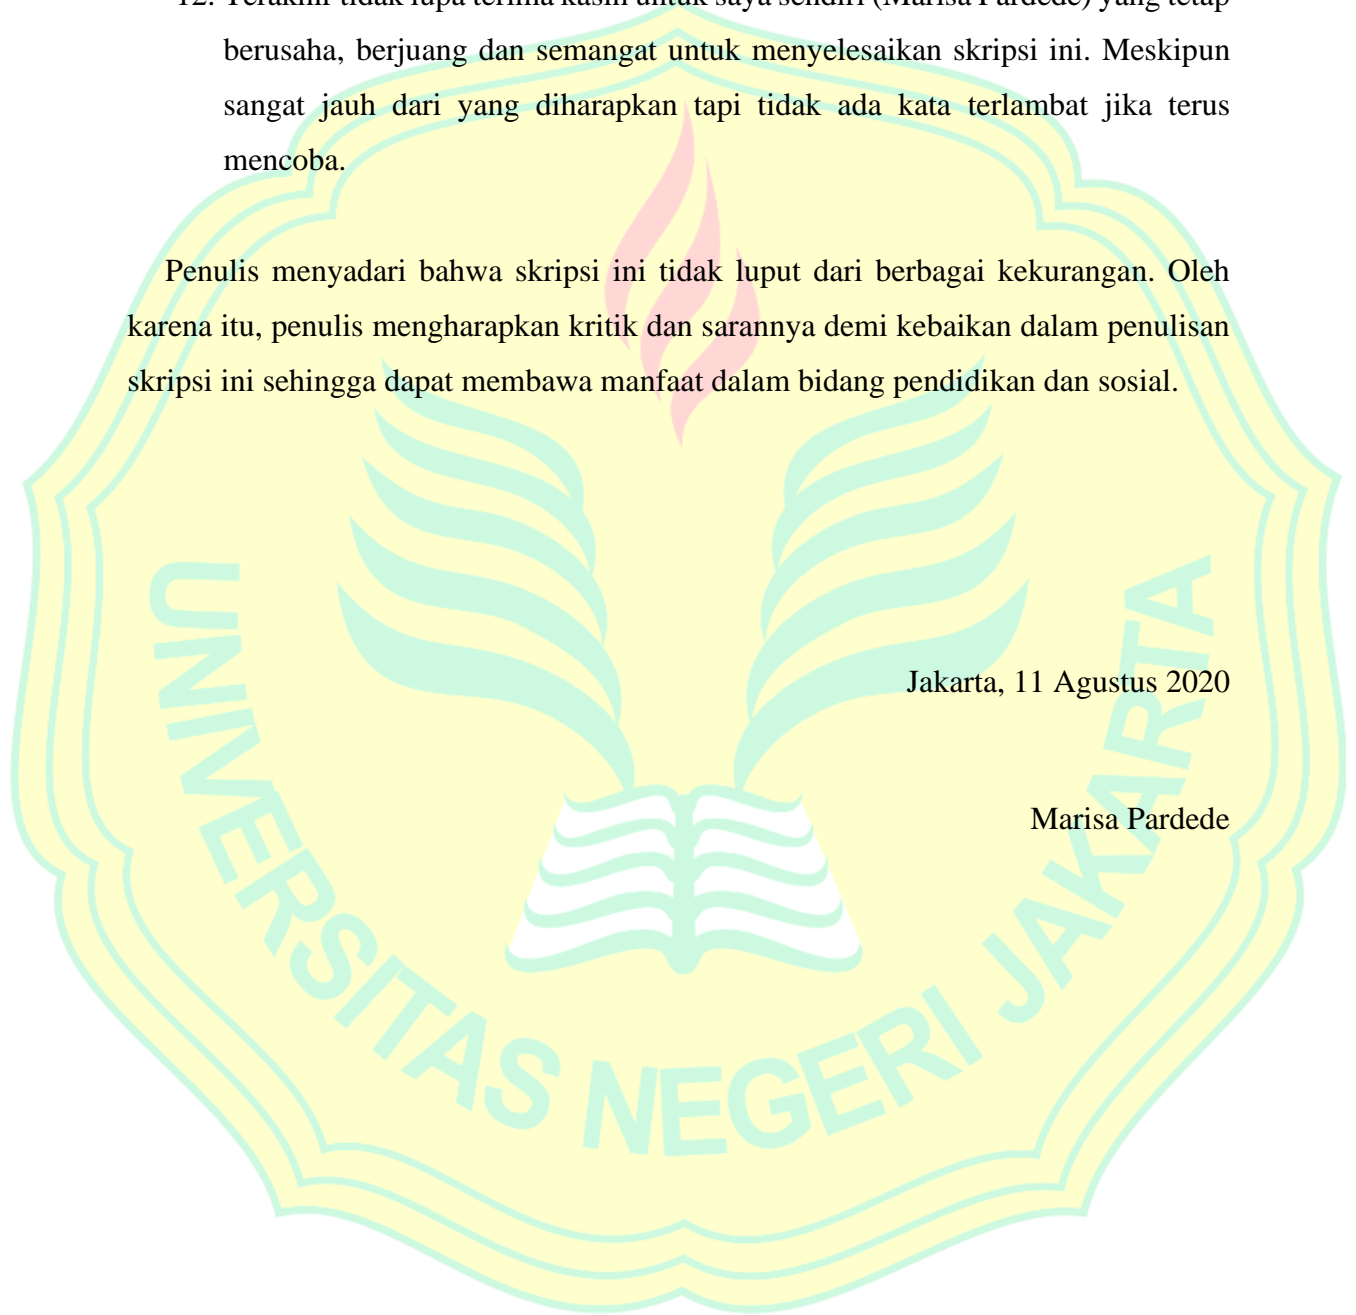 12. Terakhir tidak lupa terima kasih untuk saya sendiri (Marisa Pardede) yang tetap
berusaha, berjuang dan semangat untuk menyelesaikan skripsi ini. Meskipun
sangat jauh dari yang diharapkan tapi tidak ada kata terlambat jika terus
mencoba.
Penulis menyadari bahwa skripsi ini tidak luput dari berbagai kekurangan. Oleh
karena itu, penulis mengharapkan kritik dan sarannya demi kebaikan dalam penulisan
skripsi ini sehingga dapat membawa manfaat dalam bidang pendidikan dan sosial.
Jakarta, 11 Agustus 2020
Marisa Pardede
UNIVERSITAS NEGERI JAKARTA